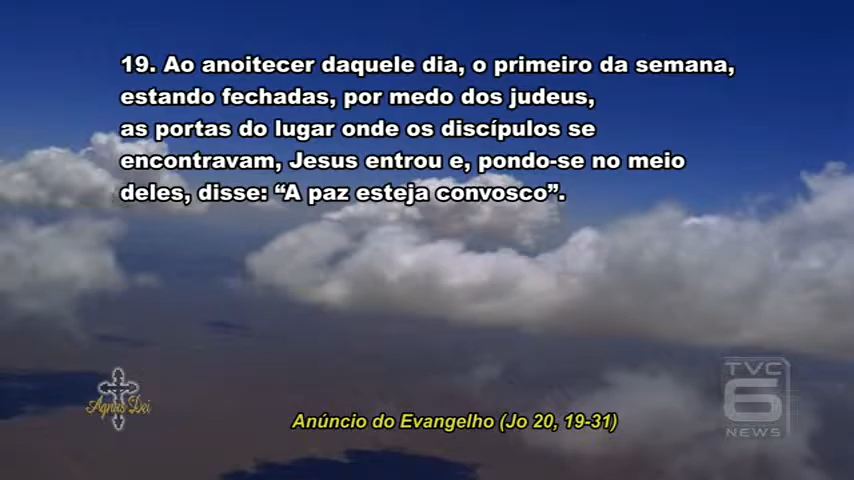 19. Ao anoitecer daquele dia, o primeiro da semana,
estando fechadas, por medo dos judeus,
as portas do lugar onde os discípulos se
encontravam, Jesus entrou e, pondo-se no meio
deles, disse: “A paz esteja convosco”.
Agnus Dei
Anúncio do Evangelho (Jo 20, 19-31)
TVC
6
NEWS